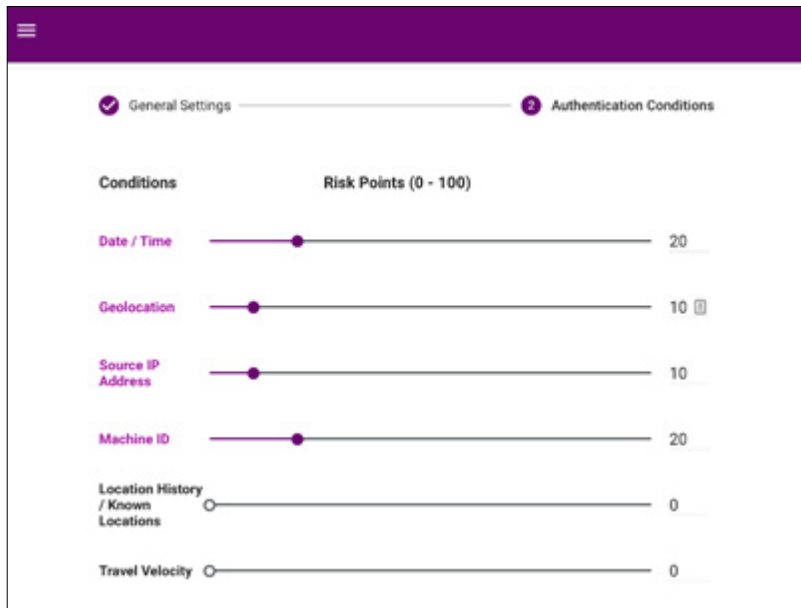 General Settings
2 Authentication Conditions
Conditions Risk Points (0 - 100)
Date / Time 20
Geolocation 10
Source IP
Address 10
Machine ID 20
Location History
/ Known
Locations 0
Travel Velocity 0